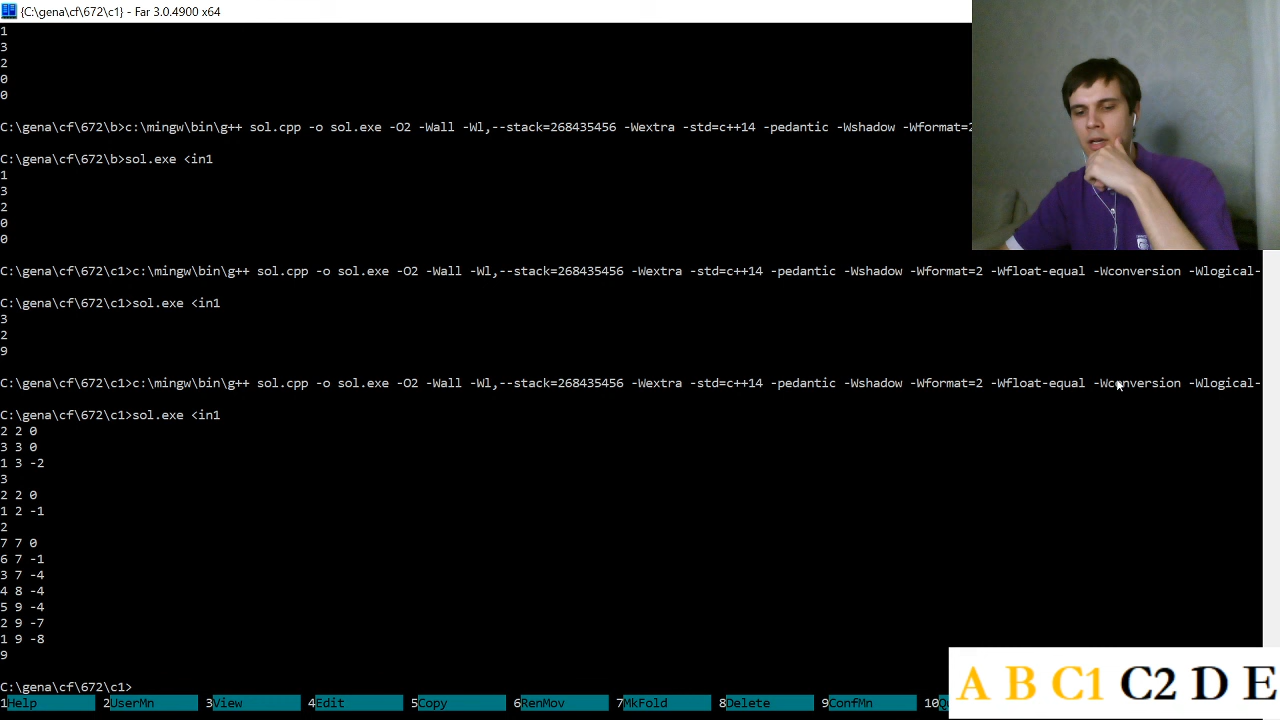 {C:\gena\cf\672\c1} - Far 3.0.4900 x64
1
3
2
0
0
C:\gena\cf\672\b>c:\mingw\bin\g++ sol.cpp -o sol.exe -O2 -Wall -Wl,--stack=268435456 -Wextra -std=c++14 -pedantic -Wshadow -Wformat=2
C:\gena\cf\672\b>sol.exe <in1
1
3
2
0
0
C:\gena\cf\672\c1>c:\mingw\bin\g++ sol.cpp -o sol.exe -O2 -Wall -Wl,--stack=268435456 -Wextra -std=c++14 -pedantic -Wshadow -Wformat=2 -Wfloat-equal -Wconversion -Wlogical-
C:\gena\cf\672\c1>sol.exe <in1
3
2
9
C:\gena\cf\672\c1>c:\mingw\bin\g++ sol.cpp -o sol.exe -O2 -Wall -Wl,--stack=268435456 -Wextra -std=c++14 -pedantic -Wshadow -Wformat=2 -Wfloat-equal -Wconversion -Wlogical-
C:\gena\cf\672\c1>sol.exe <in1
2 2 0
3 3 0
1 3 -2
3
2 2 0
1 2 -1
2
7 7 0
6 7 -1
3 7 -4
4 8 -4
5 9 -4
2 9 -7
1 9 -8
9
C:\gena\cf\672\c1>
1Help 2UserMn 3View 4Edit 5Copy 6RenMov 7MkFold 8Delete 9ConfMn 10
A B C1 C2 D E